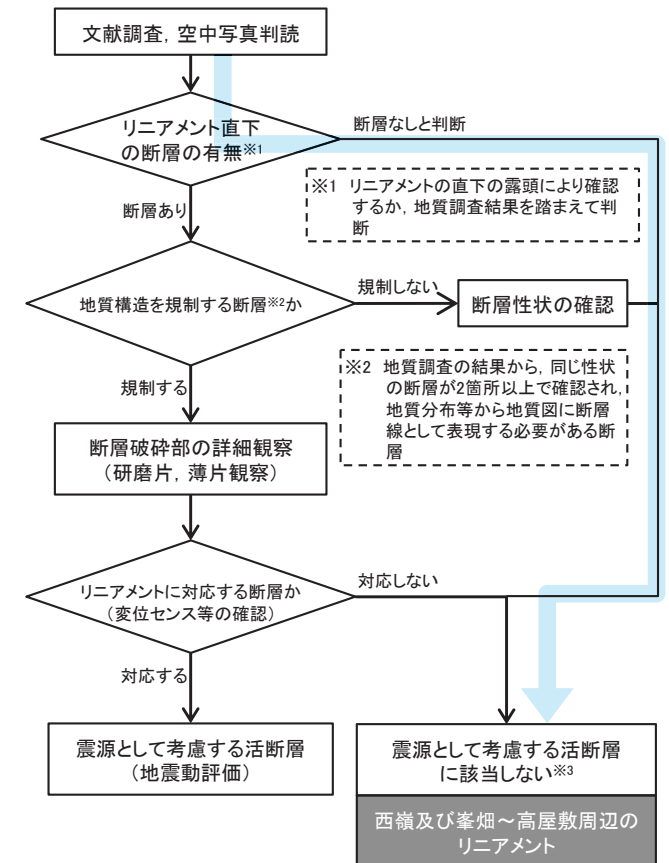 文献調査，空中写真判読
リニアメント直下
の断層の有無※1
断層なしと判断
※1 リニアメントの直下の露頭により確認
するか，地質調査結果を踏まえて判
断
断層あり
地質構造を規制する断層※2か
規制しない
断層性状の確認
※2 地質調査の結果から，同じ性状
の断層が2箇所以上で確認され，
地質分布等から地質図に断層
線として表現する必要がある断
層
規制する
断層破砕部の詳細観察
（研磨片，薄片観察）
リニアメントに対応する断層か
（変位センス等の確認）
対応しない
対応する
震源として考慮する活断層
（地震動評価）
震源として考慮する活断層
に該当しない※3
西嶺及び峯畑～高屋敷周辺の
リニアメント